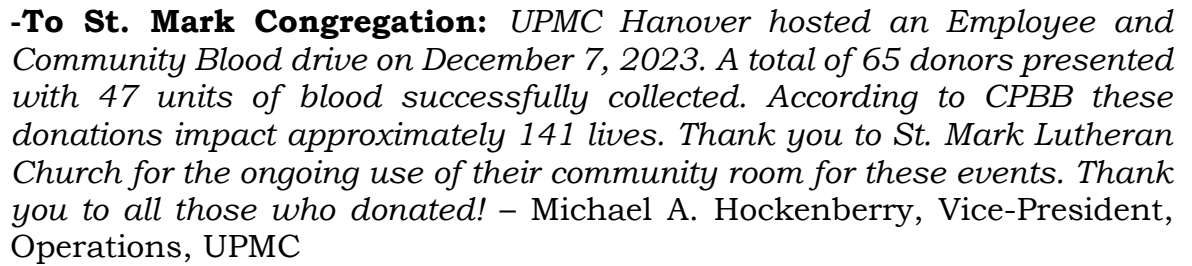 -To St. Mark Congregation: UPMC Hanover hosted an Employee and
Community Blood drive on December 7, 2023. A total of 65 donors presented
with 47 units of blood successfully collected. According to CPBB these
donations impact approximately 141 lives. Thank you to St. Mark Lutheran
Church for the ongoing use of their community room for these events. Thank
you to all those who donated! – Michael A. Hockenberry, Vice-President,
Operations, UPMC